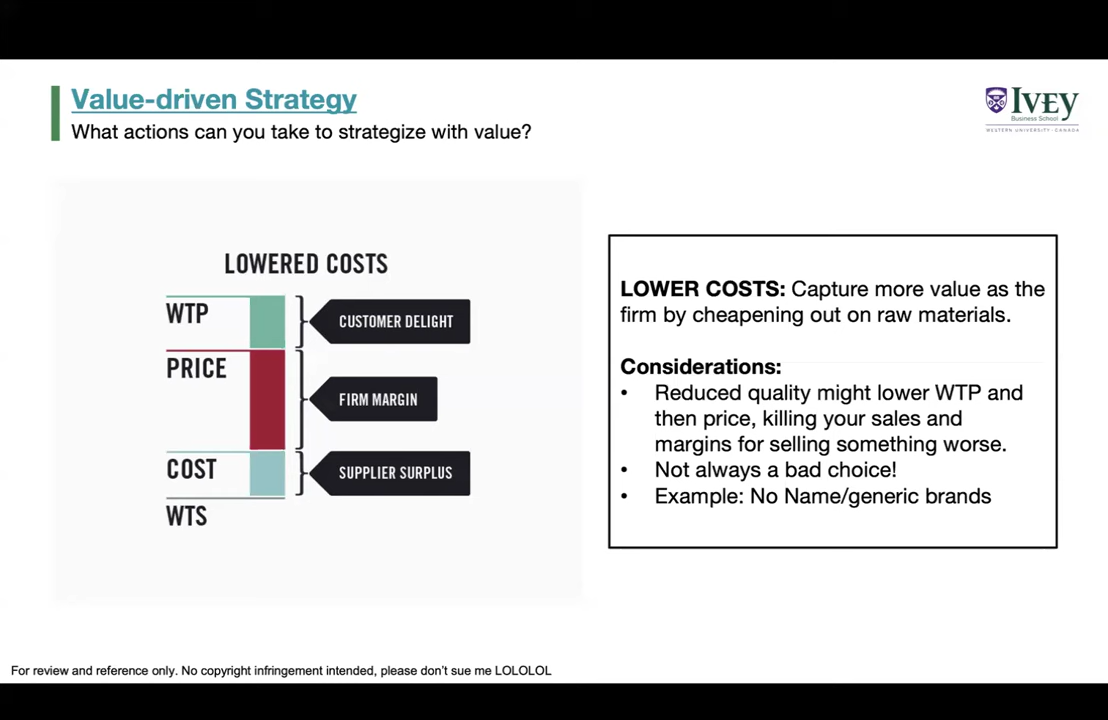 Value-driven Strategy
What actions can you take to strategize with value?
IVEY
Business School
WESTERN UNIVERSITY · CANADA
LOWERED COSTS
WTP
CUSTOMER DELIGHT
PRICE
FIRM MARGIN
COST
SUPPLIER SURPLUS
WTS
LOWER COSTS: Capture more value as the
firm by cheapening out on raw materials.
Considerations:
• Reduced quality might lower WTP and
then price, killing your sales and
margins for selling something worse.
• Not always a bad choice!
• Example: No Name/generic brands
For review and reference only. No copyright infringement intended, please don't sue me LOLOLOL